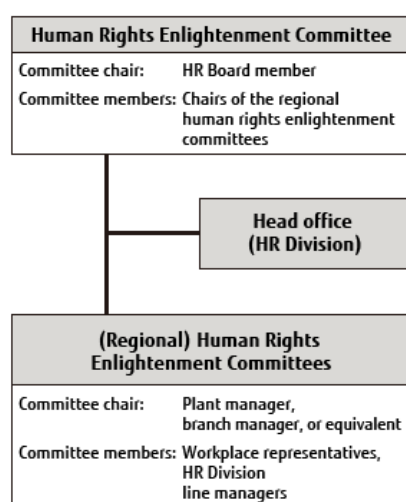 Human Rights Enlightenment Committee
Committee chair: HR Board member
Committee members: Chairs of the regional
human rights enlightenment
committees
Head office
(HR Division)
(Regional) Human Rights
Enlightenment Committees
Committee chair: Plant manager,
branch manager, or equivalent
Committee members: Workplace representatives,
HR Division
line managers